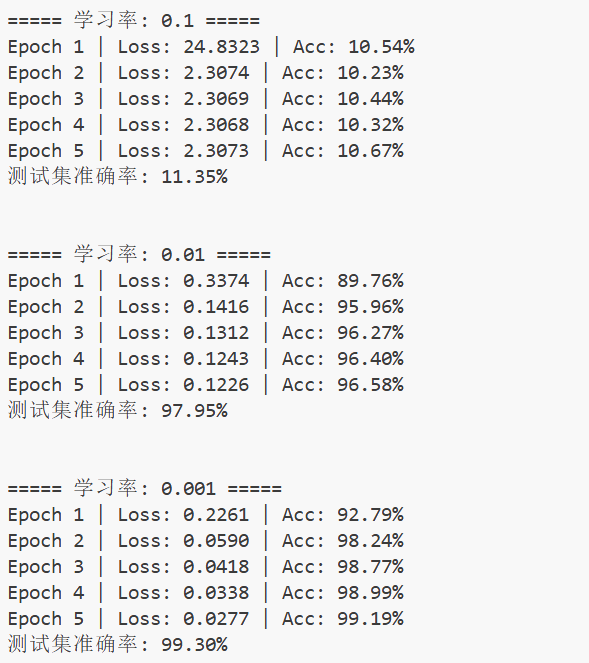 ===== 学习率: 0.1 =====
Epoch 1 | Loss: 24.8323 | Acc: 10.54%
Epoch 2 | Loss: 2.3074 | Acc: 10.23%
Epoch 3 | Loss: 2.3069 | Acc: 10.44%
Epoch 4 | Loss: 2.3068 | Acc: 10.32%
Epoch 5 | Loss: 2.3073 | Acc: 10.67%
测试集准确率: 11.35%
===== 学习率: 0.01 =====
Epoch 1 | Loss: 0.3374 | Acc: 89.76%
Epoch 2 | Loss: 0.1416 | Acc: 95.96%
Epoch 3 | Loss: 0.1312 | Acc: 96.27%
Epoch 4 | Loss: 0.1243 | Acc: 96.40%
Epoch 5 | Loss: 0.1226 | Acc: 96.58%
测试集准确率: 97.95%
===== 学习率: 0.001 =====
Epoch 1 | Loss: 0.2261 | Acc: 92.79%
Epoch 2 | Loss: 0.0590 | Acc: 98.24%
Epoch 3 | Loss: 0.0418 | Acc: 98.77%
Epoch 4 | Loss: 0.0338 | Acc: 98.99%
Epoch 5 | Loss: 0.0277 | Acc: 99.19%
测试集准确率: 99.30%